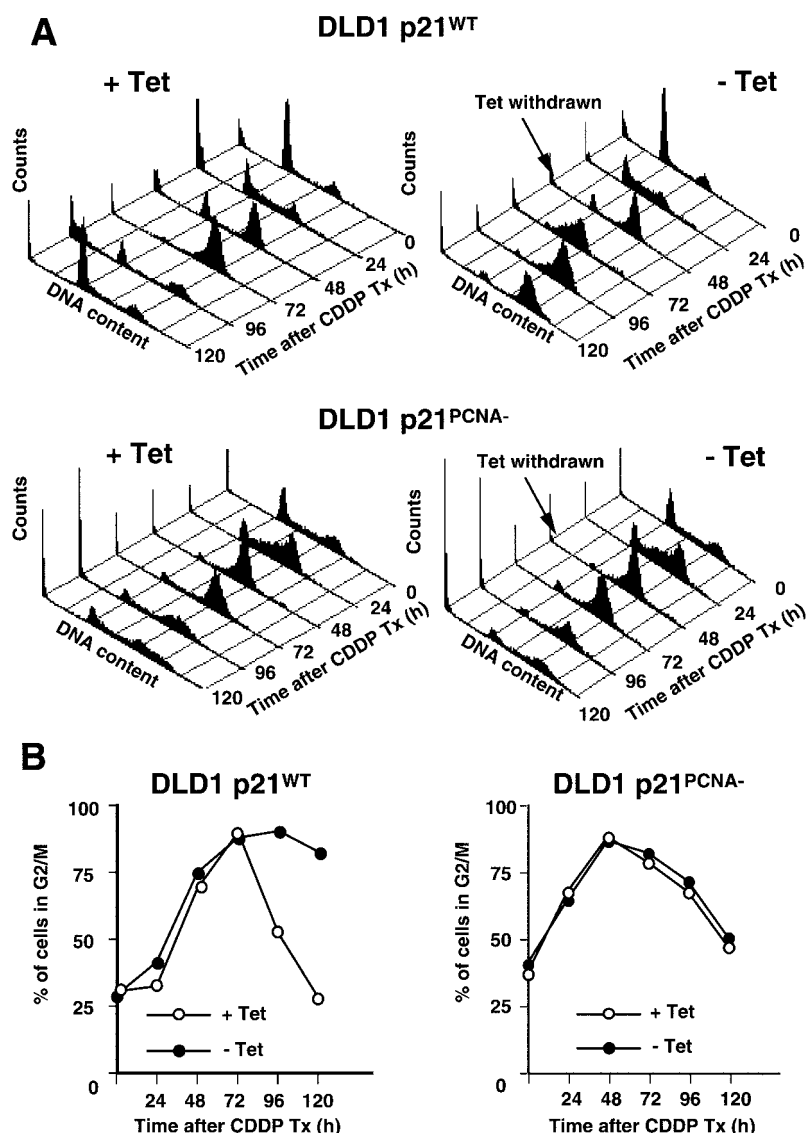 A
DLD1 p21WT
+ Tet
- Tet
Tet withdrawn
Counts
Counts
0
24
48
72
96
120
DNA content
Time after CDDP Tx (h)
0
24
48
72
96
120
DNA content
Time after CDDP Tx (h)
DLD1 p21PCNA-
+ Tet
- Tet
Tet withdrawn
Counts
Counts
0
24
48
72
96
120
DNA content
Time after CDDP Tx (h)
0
24
48
72
96
120
DNA content
Time after CDDP Tx (h)
B
DLD1 p21WT
% of cells in G2/M
100
75
50
25
0
+ Tet
- Tet
24 48 72 96 120
Time after CDDP Tx (h)
DLD1 p21PCNA-
% of cells in G2/M
100
75
50
25
0
+ Tet
- Tet
24 48 72 96 120
Time after CDDP Tx (h)